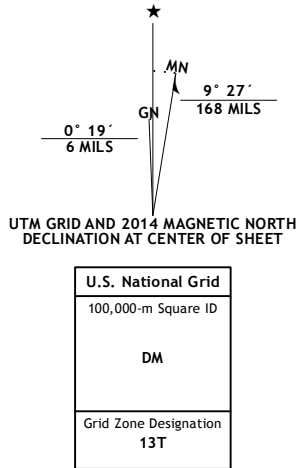 ★
MN
GN
9° 27´
168 MILS
0° 19´
6 MILS
UTM GRID AND 2014 MAGNETIC NORTH
DECLINATION AT CENTER OF SHEET
U.S. National Grid
100,000-m Square ID
DM
Grid Zone Designation
13T